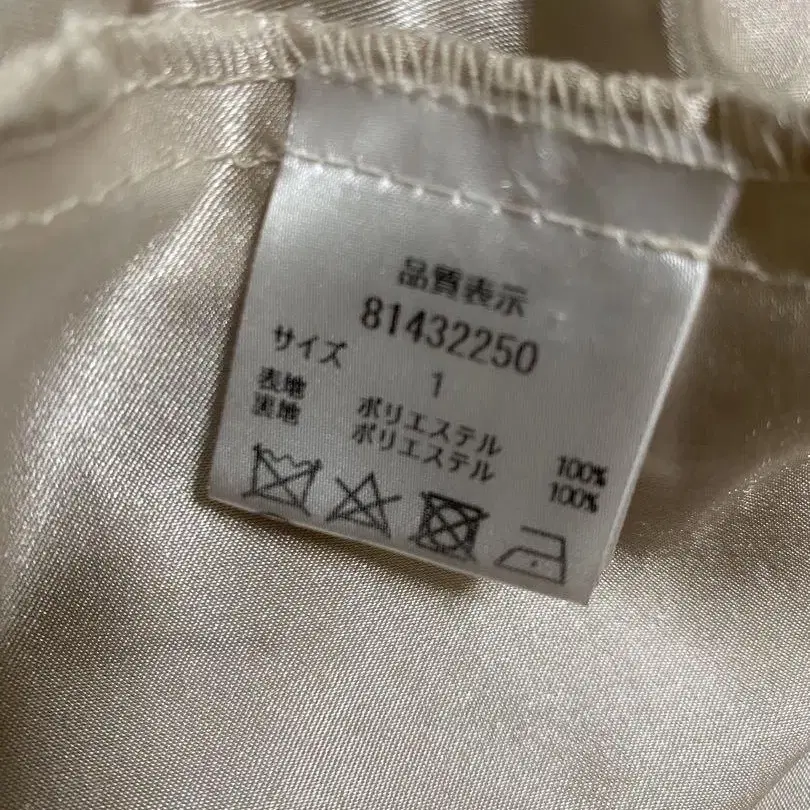 品質表示
81432250
サイズ 1
表地 ポリエステル 100%
裏地 ポリエステル 100%